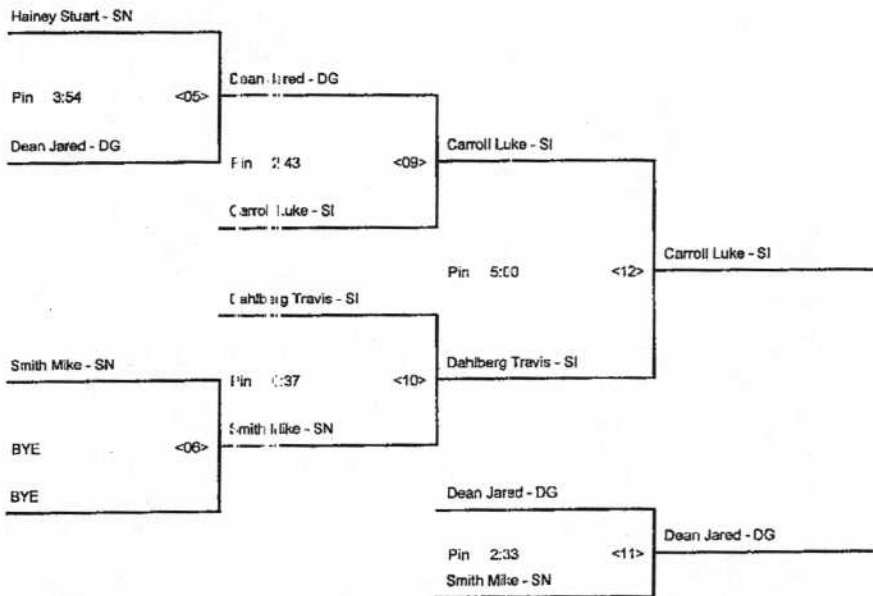 Hainey Stuart - SN
Pin 3:54 <05>
Dean Jared - DG
Dean Jared - DG
Pin 2:43 <09>
Carroll Luke - SI
Carroll Luke - SI
Pin 5:00 <12>
Carroll Luke - SI
Dahlberg Travis - SI
Pin :37 <10>
Smith Mike - SN
Dahlberg Travis - SI
Smith Mike - SN
BYE <06>
BYE
Dean Jared - DG
Pin 2:33 <11>
Smith Mike - SN
Dean Jared - DG